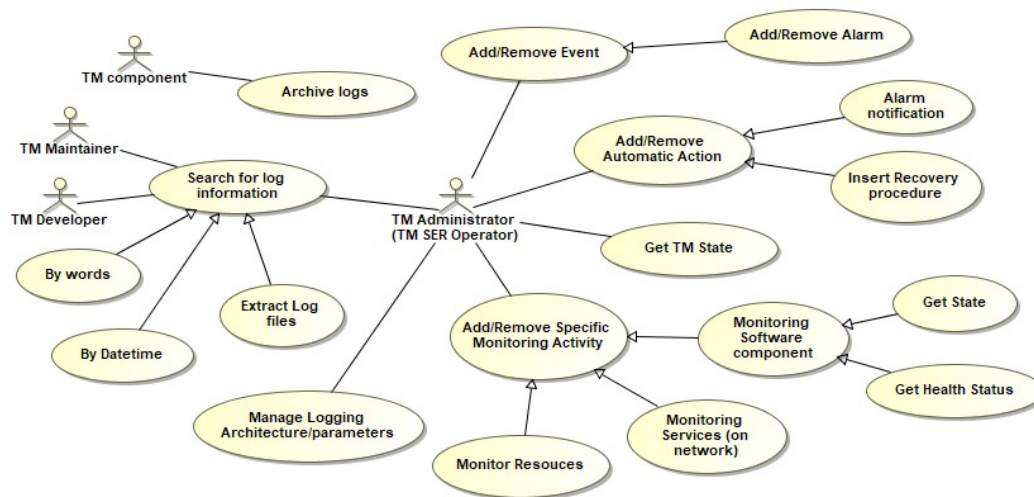 Add/Remove Event
Add/Remove Alarm
TM component
Archive logs
Alarm
notification
TM Maintainer
Add/Remove
Automatic Action
Search for log
information
Insert Recovery
procedure
TM Developer
TM Administrator
(TM SER Operator)
Get TM State
By words
Extract Log
files
Add/Remove Specific
Monitoring Activity
Monitoring
Software
component
Get State
By Datetime
Get Health Status
Manage Logging
Architecture/parameters
Monitoring
Services (on
network)
Monitor Resouces